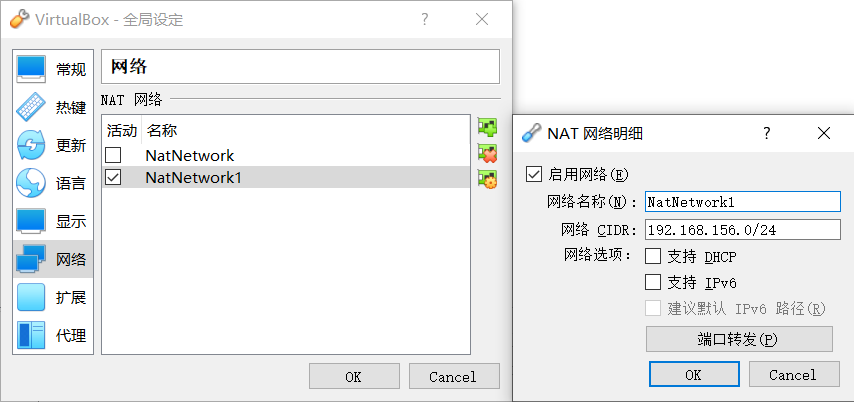 VirtualBox - 全局设定
常规
热键
更新
语言
显示
网络
扩展
代理
网络
NAT 网络
活动 名称
NatNetwork
NatNetwork1
OK Cancel
NAT 网络明细
启用网络(E)
网络名称(N): NatNetwork1
网络 CIDR: 192.168.156.0/24
网络选项: 支持 DHCP
支持 IPv6
建议默认 IPv6 路径(R)
端口转发(P)
OK Cancel